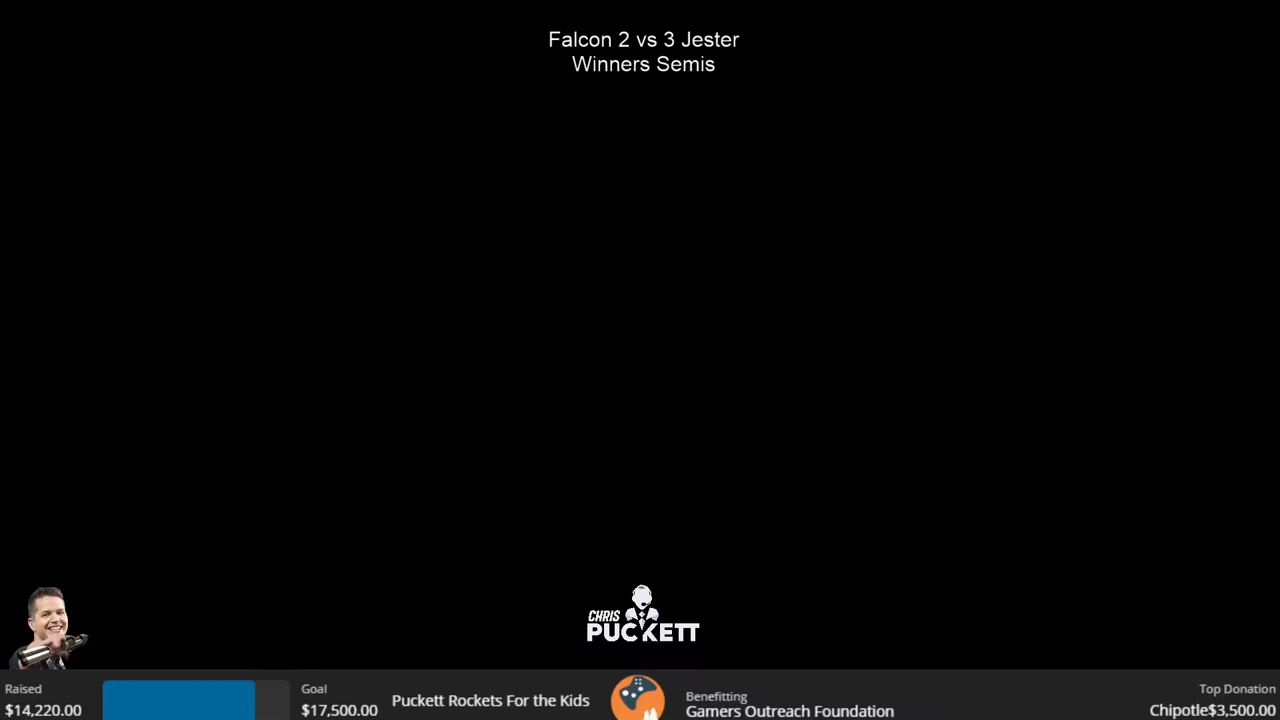 Falcon 2 vs 3 Jester
Winners Semis
CHRIS
PUCKETT
Raised
$14,220.00
Goal
$17,500.00
Puckett Rockets For the Kids
Benefitting
Gamers Outreach Foundation
Top Donation
Chipotle$3,500.00